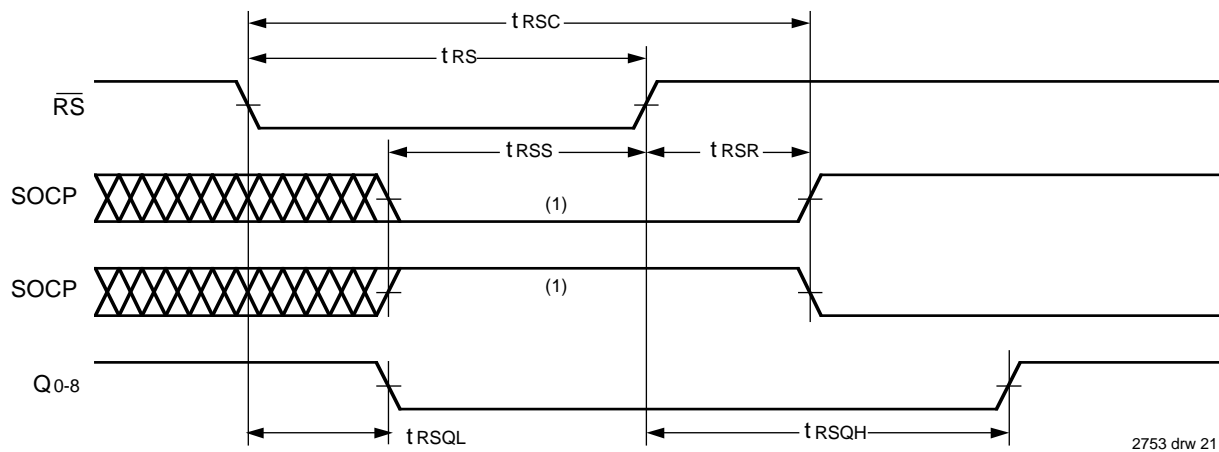 tRSC
tRS
RS
tRSS
tRSR
SOCP
(1)
SOCP
(1)
Q0-8
tRSQL
tRSQH
2753 drw 21